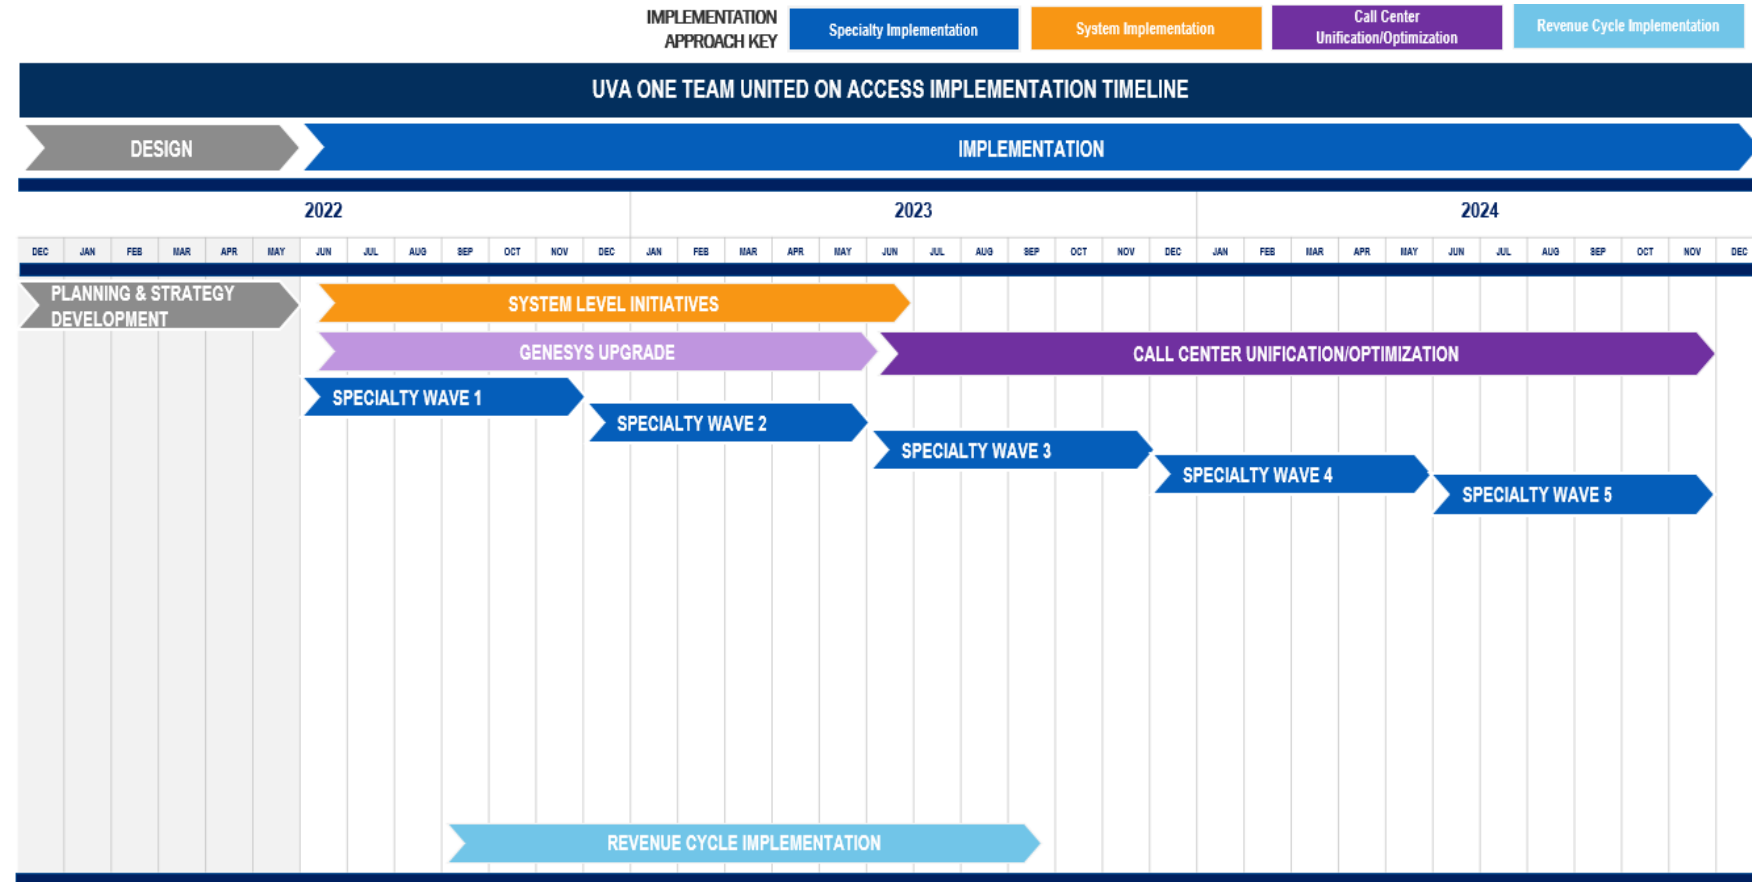 IMPLEMENTATION
APPROACH KEY
Specialty Implementation
System Implementation
Call Center
Unification/Optimization
Revenue Cycle Implementation
UVA ONE TEAM UNITED ON ACCESS IMPLEMENTATION TIMELINE
DESIGN
IMPLEMENTATION
2022
2023
2024
DEC JAN FEB MAR APR MAY JUN JUL AUG SEP OCT NOV DEC JAN FEB MAR APR MAY JUN JUL AUG SEP OCT NOV DEC JAN FEB MAR APR MAY JUN JUL AUG SEP OCT NOV DEC
PLANNING & STRATEGY
DEVELOPMENT
SYSTEM LEVEL INITIATIVES
GENESYS UPGRADE
CALL CENTER UNIFICATION/OPTIMIZATION
SPECIALTY WAVE 1
SPECIALTY WAVE 2
SPECIALTY WAVE 3
SPECIALTY WAVE 4
SPECIALTY WAVE 5
REVENUE CYCLE IMPLEMENTATION